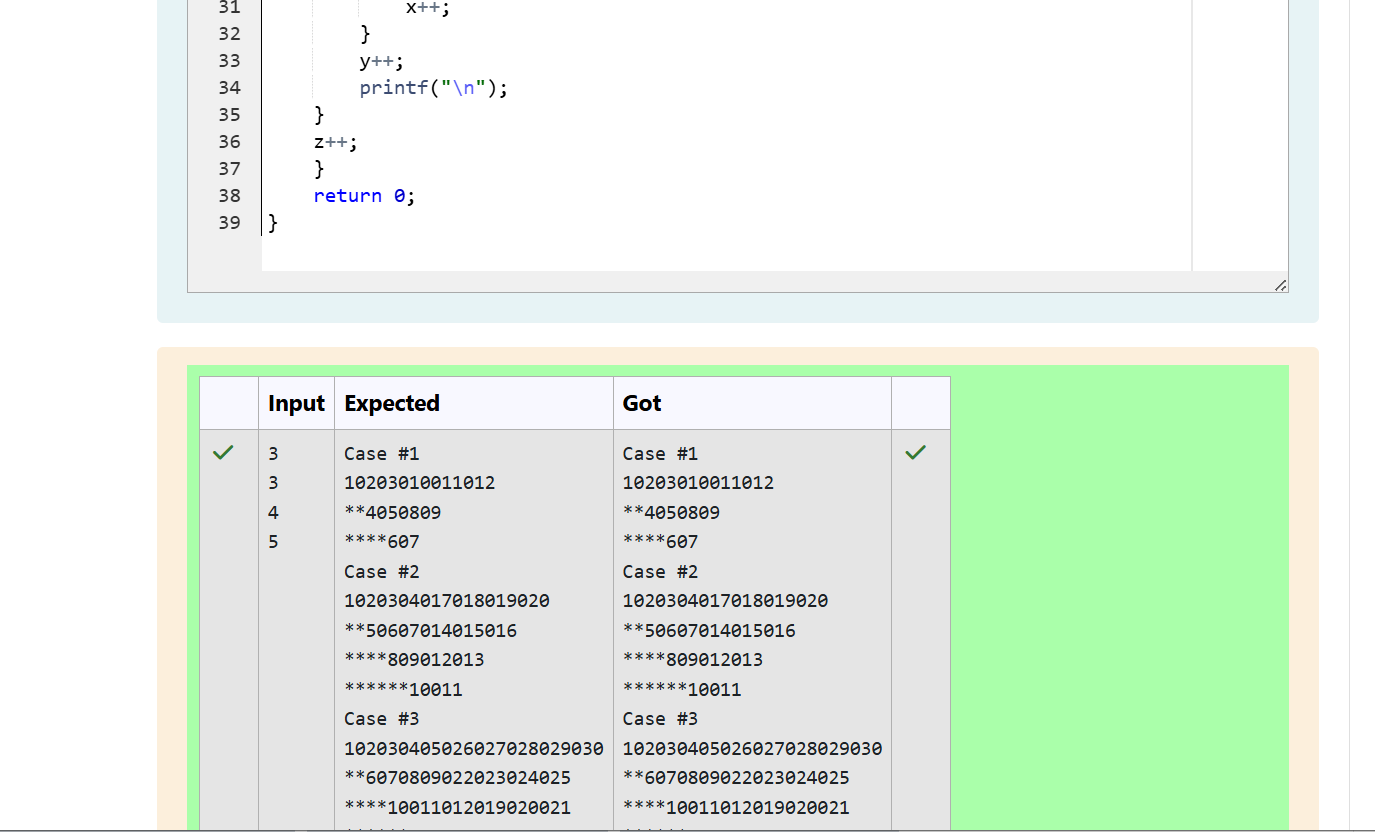 31 x++;
32 }
33 y++;
34 printf("\n");
35 }
36 z++;
37 }
38 return 0;
39 }
Input Expected Got
3 Case #1 Case #1
3 10203010011012 10203010011012
4 **4050809 **4050809
5 ****607 ****607
Case #2 Case #2
1020304017018019020 1020304017018019020
**50607014015016 **50607014015016
****809012013 ****809012013
******10011 ******10011
Case #3 Case #3
102030405026027028029030 102030405026027028029030
**6070809022023024025 **6070809022023024025
****10011012019020021 ****10011012019020021